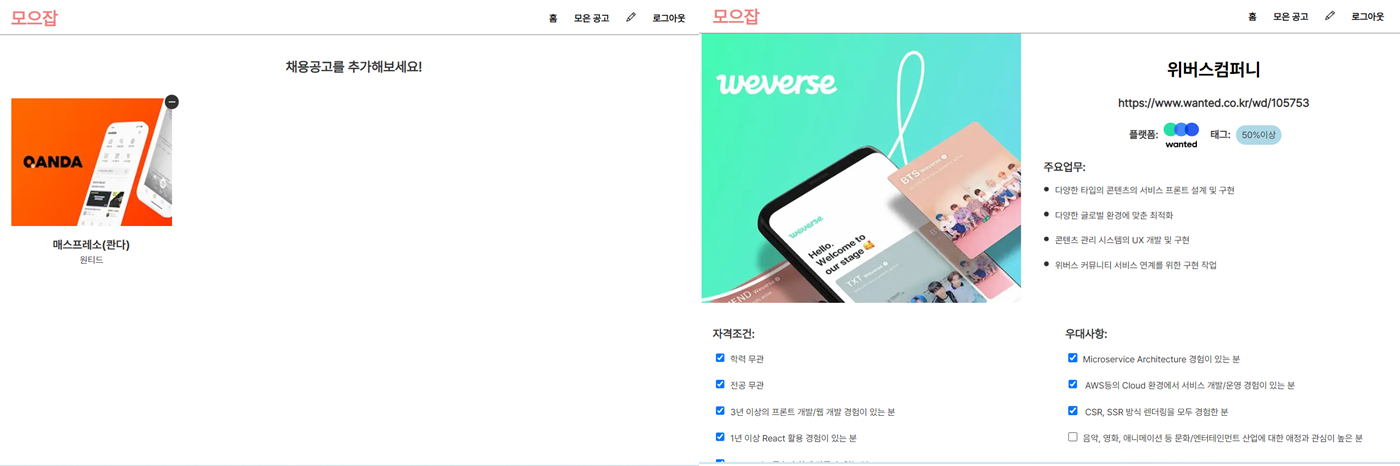 모으잡
홈 모은 공고 로그아웃
채용공고를 추가해보세요!
QANDA
매스프레소(콴다)
원티드
모으잡
홈 모은 공고 로그아웃
weverse
BTS weverse
weverse
Hello.
Welcome to
our stage
TXT weverse
위버스컴퍼니
https://www.wanted.co.kr/wd/105753
플랫폼: wanted 태그: 50%이상
주요업무:
다양한 타입의 콘텐츠의 서비스 프론트 설계 및 구현
다양한 글로벌 환경에 맞춘 최적화
콘텐츠 관리 시스템의 UX 개발 및 구현
위버스 커뮤니티 서비스 연계를 위한 구현 작업
자격조건:
학력 무관
전공 무관
3년 이상의 프론트 개발/웹 개발 경험이 있는 분
1년 이상 React 활용 경험이 있는 분
우대사항:
Microservice Architecture 경험이 있는 분
AWS등의 Cloud 환경에서 서비스 개발/운영 경험이 있는 분
CSR, SSR 방식 렌더링을 모두 경험한 분
음악, 영화, 애니메이션 등 문화/엔터테인먼트 산업에 대한 애정과 관심이 높은 분